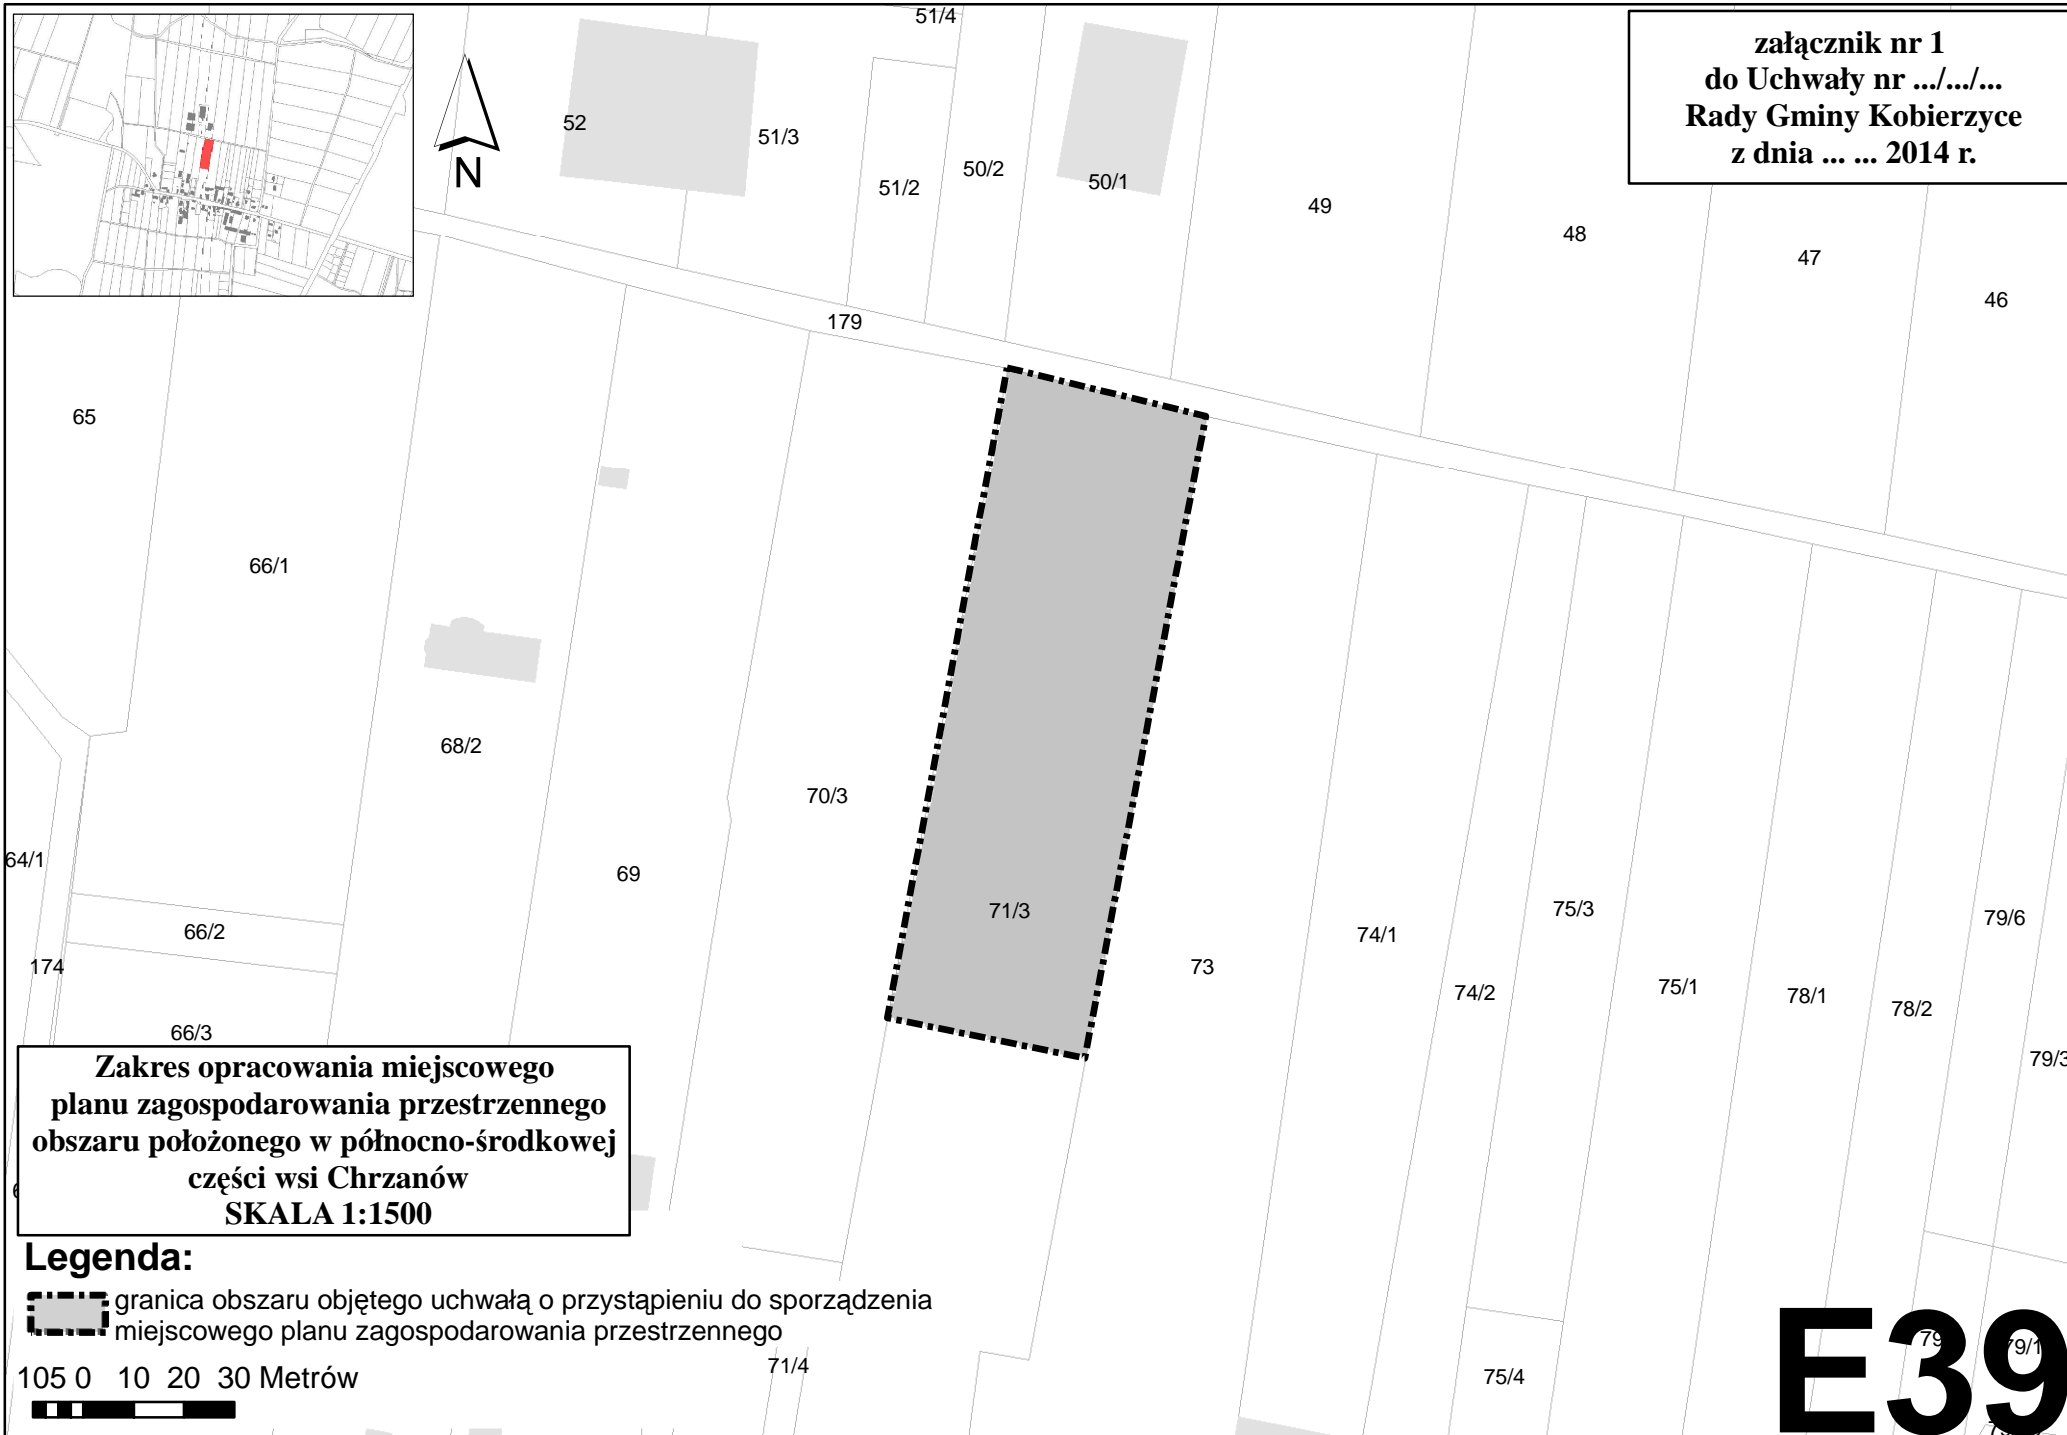 51/4
załącznik nr 1
do Uchwały nr .../.../...
Rady Gminy Kobierzyce
z dnia ... ... 2014 r.
N
52
51/3
51/2
50/2
50/1
49
48
47
46
179
65
66/1
68/2
70/3
69
64/1
66/2
174
66/3
71/3
73
74/1
74/2
75/3
75/1
78/1
78/2
79/6
79/3
Zakres opracowania miejscowego
planu zagospodarowania przestrzennego
obszaru położonego w północno-środkowej
części wsi Chrzanów
SKALA 1:1500
Legenda:
granica obszaru objętego uchwałą o przystąpieniu do sporządzenia
miejscowego planu zagospodarowania przestrzennego
105 0 10 20 30 Metrów
71/4
75/4
79/1
E39